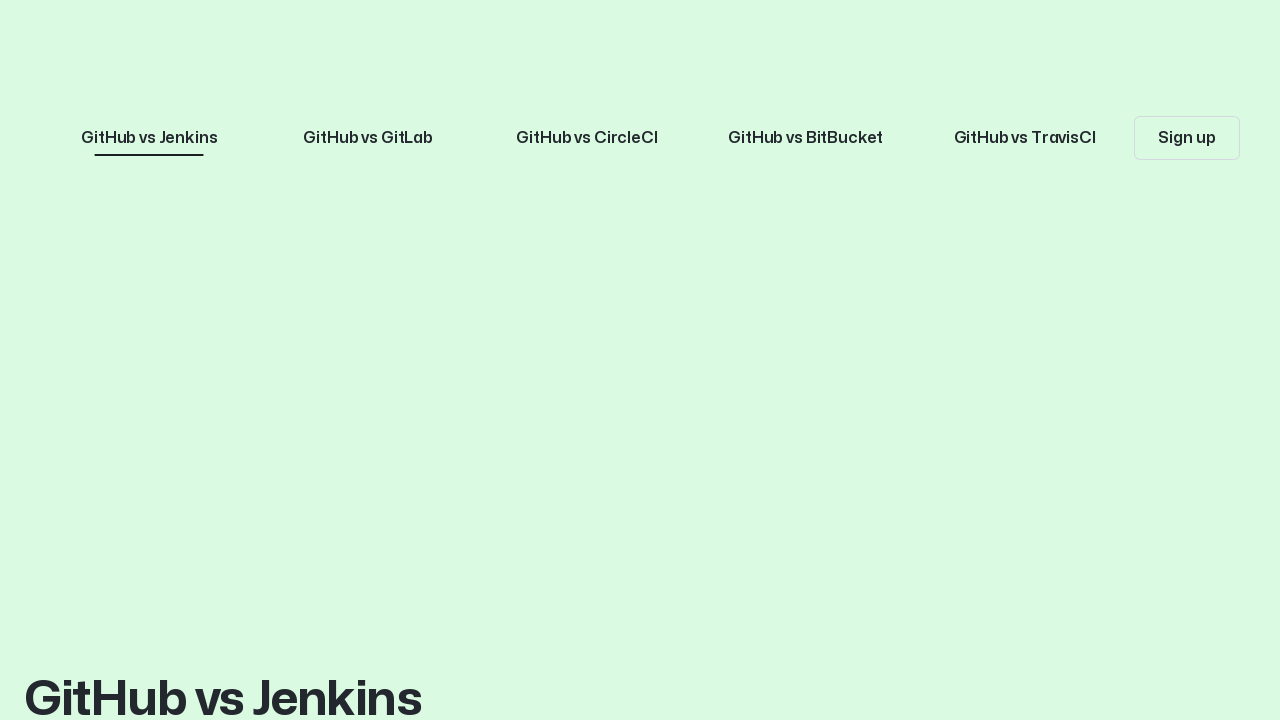 GitHub vs Jenkins
GitHub vs GitLab
GitHub vs CircleCI
GitHub vs BitBucket
GitHub vs TravisCI
Sign up
GitHub vs Jenkins